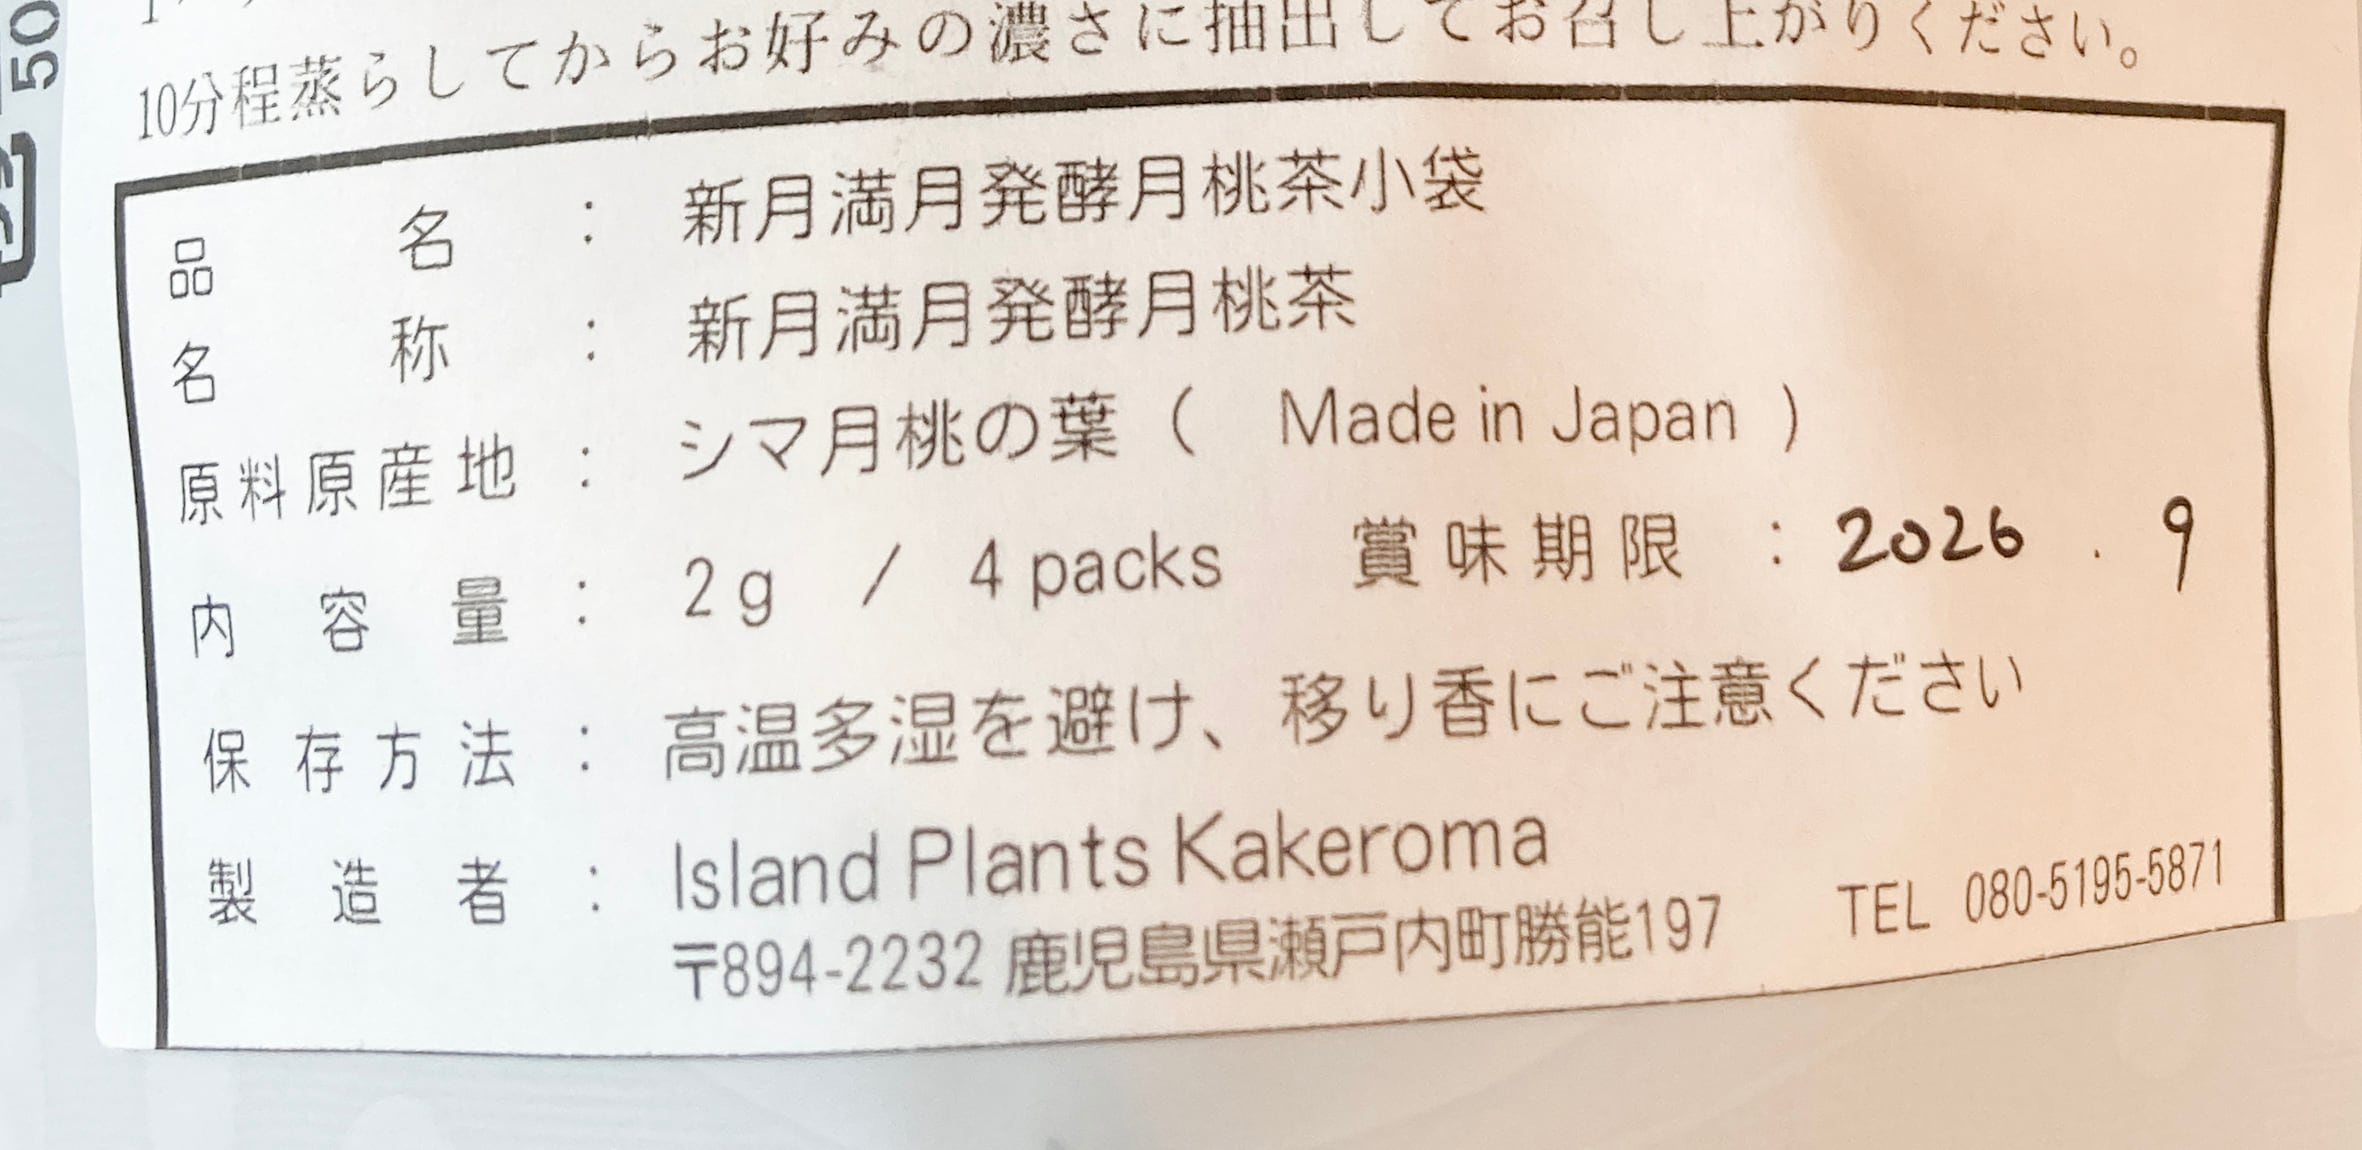 10分程蒸らしてからお好みの濃さに抽出してお召し上がりください。
品名：新月満月発酵月桃茶小袋
名称：新月満月発酵月桃茶
原料原産地：シマ月桃の葉（ Made in Japan ）
内容量：2g / 4 packs 賞味期限：2026 . 9
保存方法：高温多湿を避け、移り香にご注意ください
製造者：Island Plants Kakeroma
〒894-2232 鹿児島県瀬戸内町勝能197 TEL 080-5195-5871
50